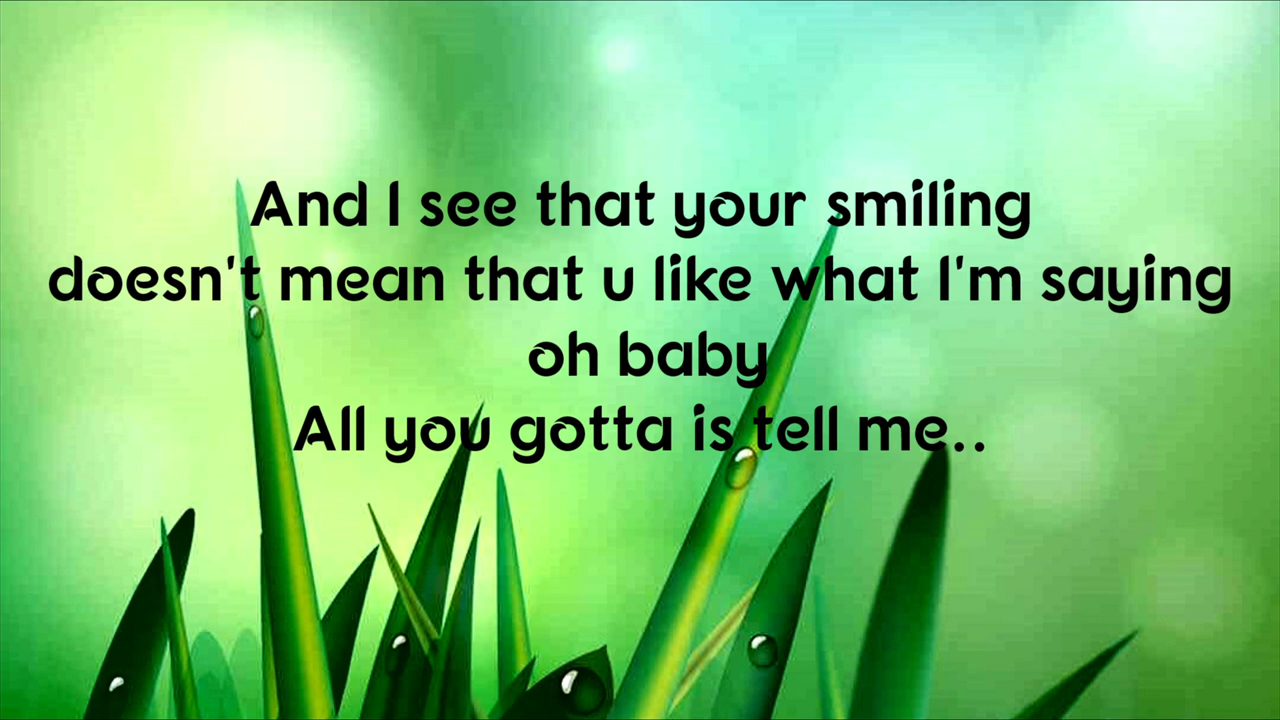 And I see that your smiling
doesn't mean that u like what I'm saying
oh baby
All you gotta is tell me..